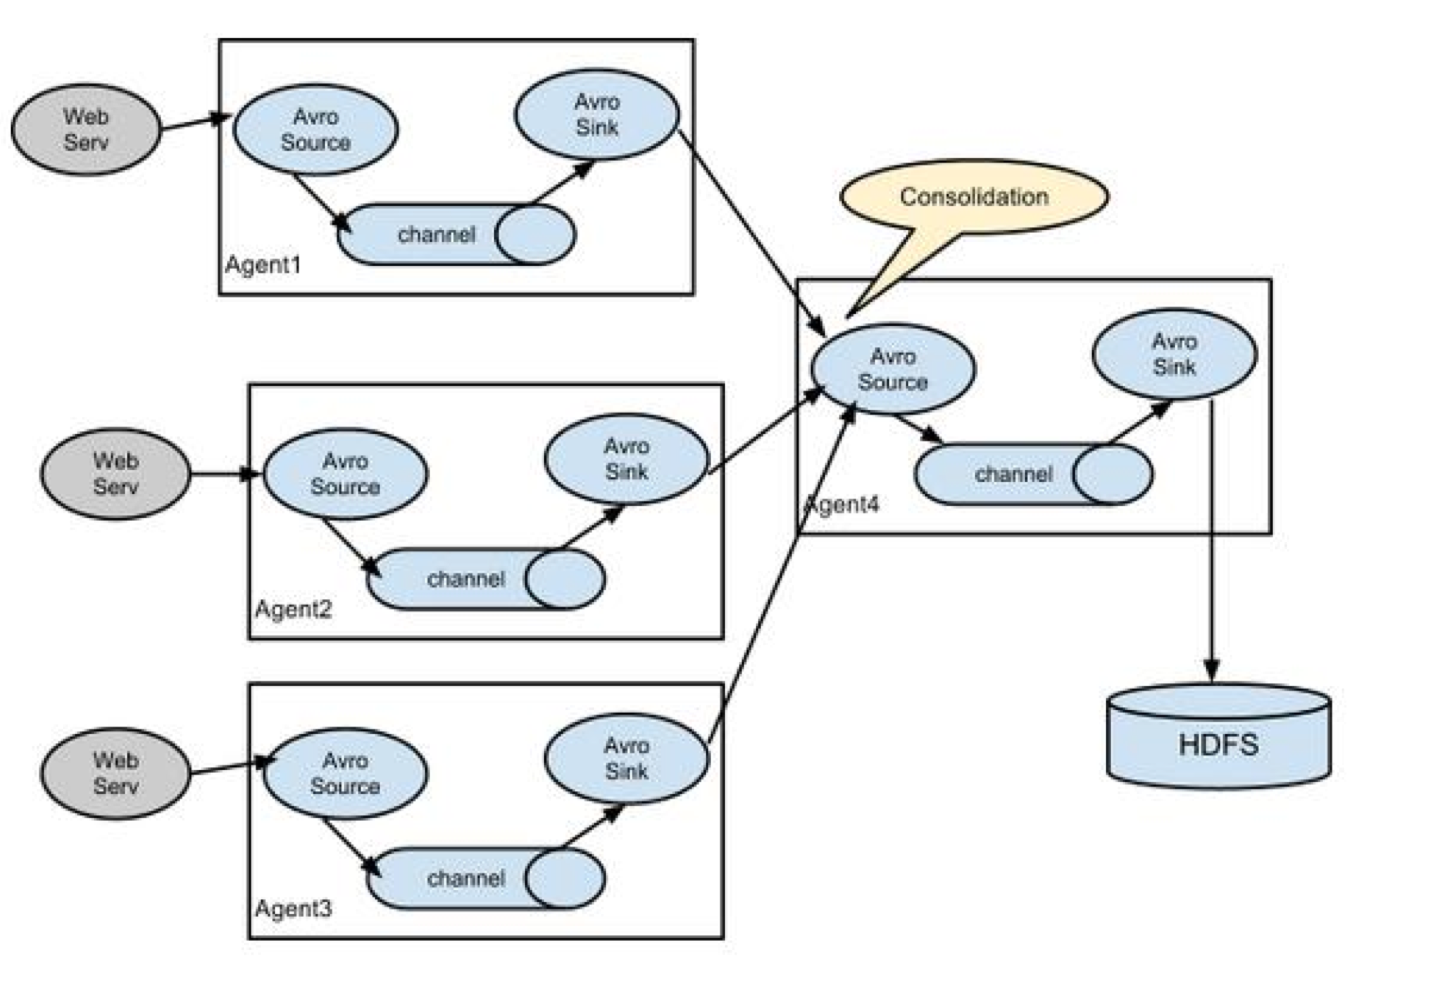 Web
Serv
Avro
Source
Avro
Sink
channel
Agent1
Consolidation
Web
Serv
Avro
Source
Avro
Sink
channel
Agent2
Avro
Source
Avro
Sink
channel
Agent4
Web
Serv
Avro
Source
Avro
Sink
channel
Agent3
HDFS